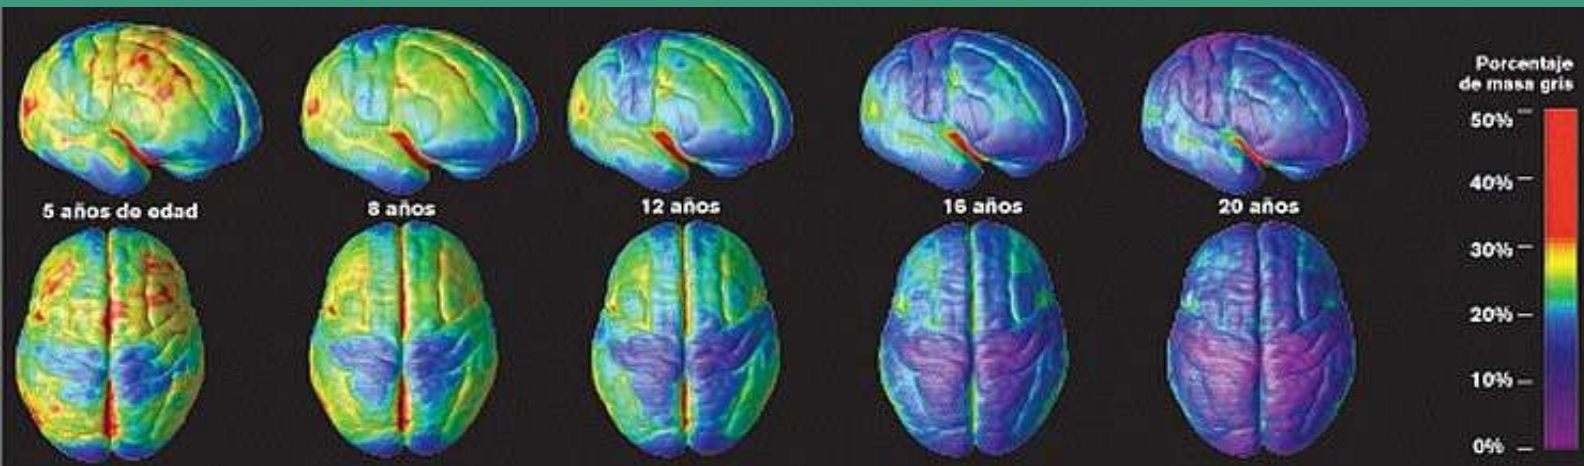 Porcentaje
de masa gris
50%
40%
30%
20%
10%
0%
5 años de edad
8 años
12 años
16 años
20 años